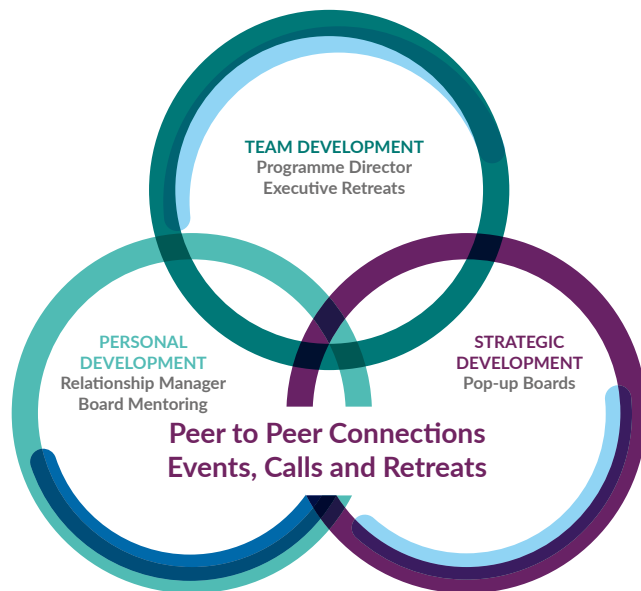 TEAM DEVELOPMENT
Programme Director
Executive Retreats
PERSONAL
DEVELOPMENT
Relationship Manager
Board Mentoring
STRATEGIC
DEVELOPMENT
Pop-up Boards
Peer to Peer Connections
Events, Calls and Retreats